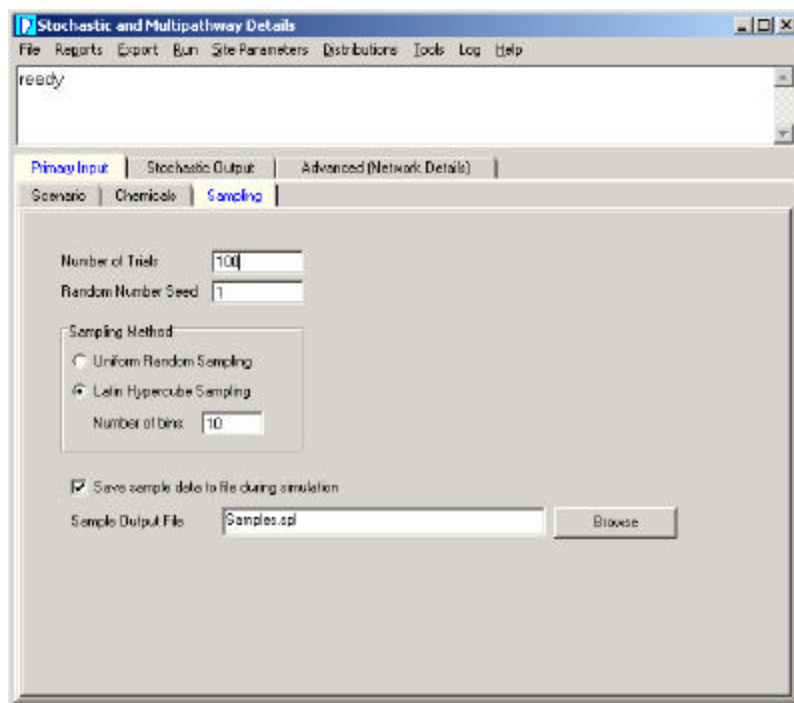 Stochastic and Multipathway Details
File Reports Export Run Site Parameters Distributions Tools Log Help
ready
Primary Input Stochastic Output Advanced (Network Details)
Scenario Chemicals Sampling
Number of Trials 100
Random Number Seed 1
Sampling Method
Uniform Random Sampling
Latin Hypercube Sampling
Number of bins: 10
Save sample data to file during simulation
Sample Output File Samples.spl Browse